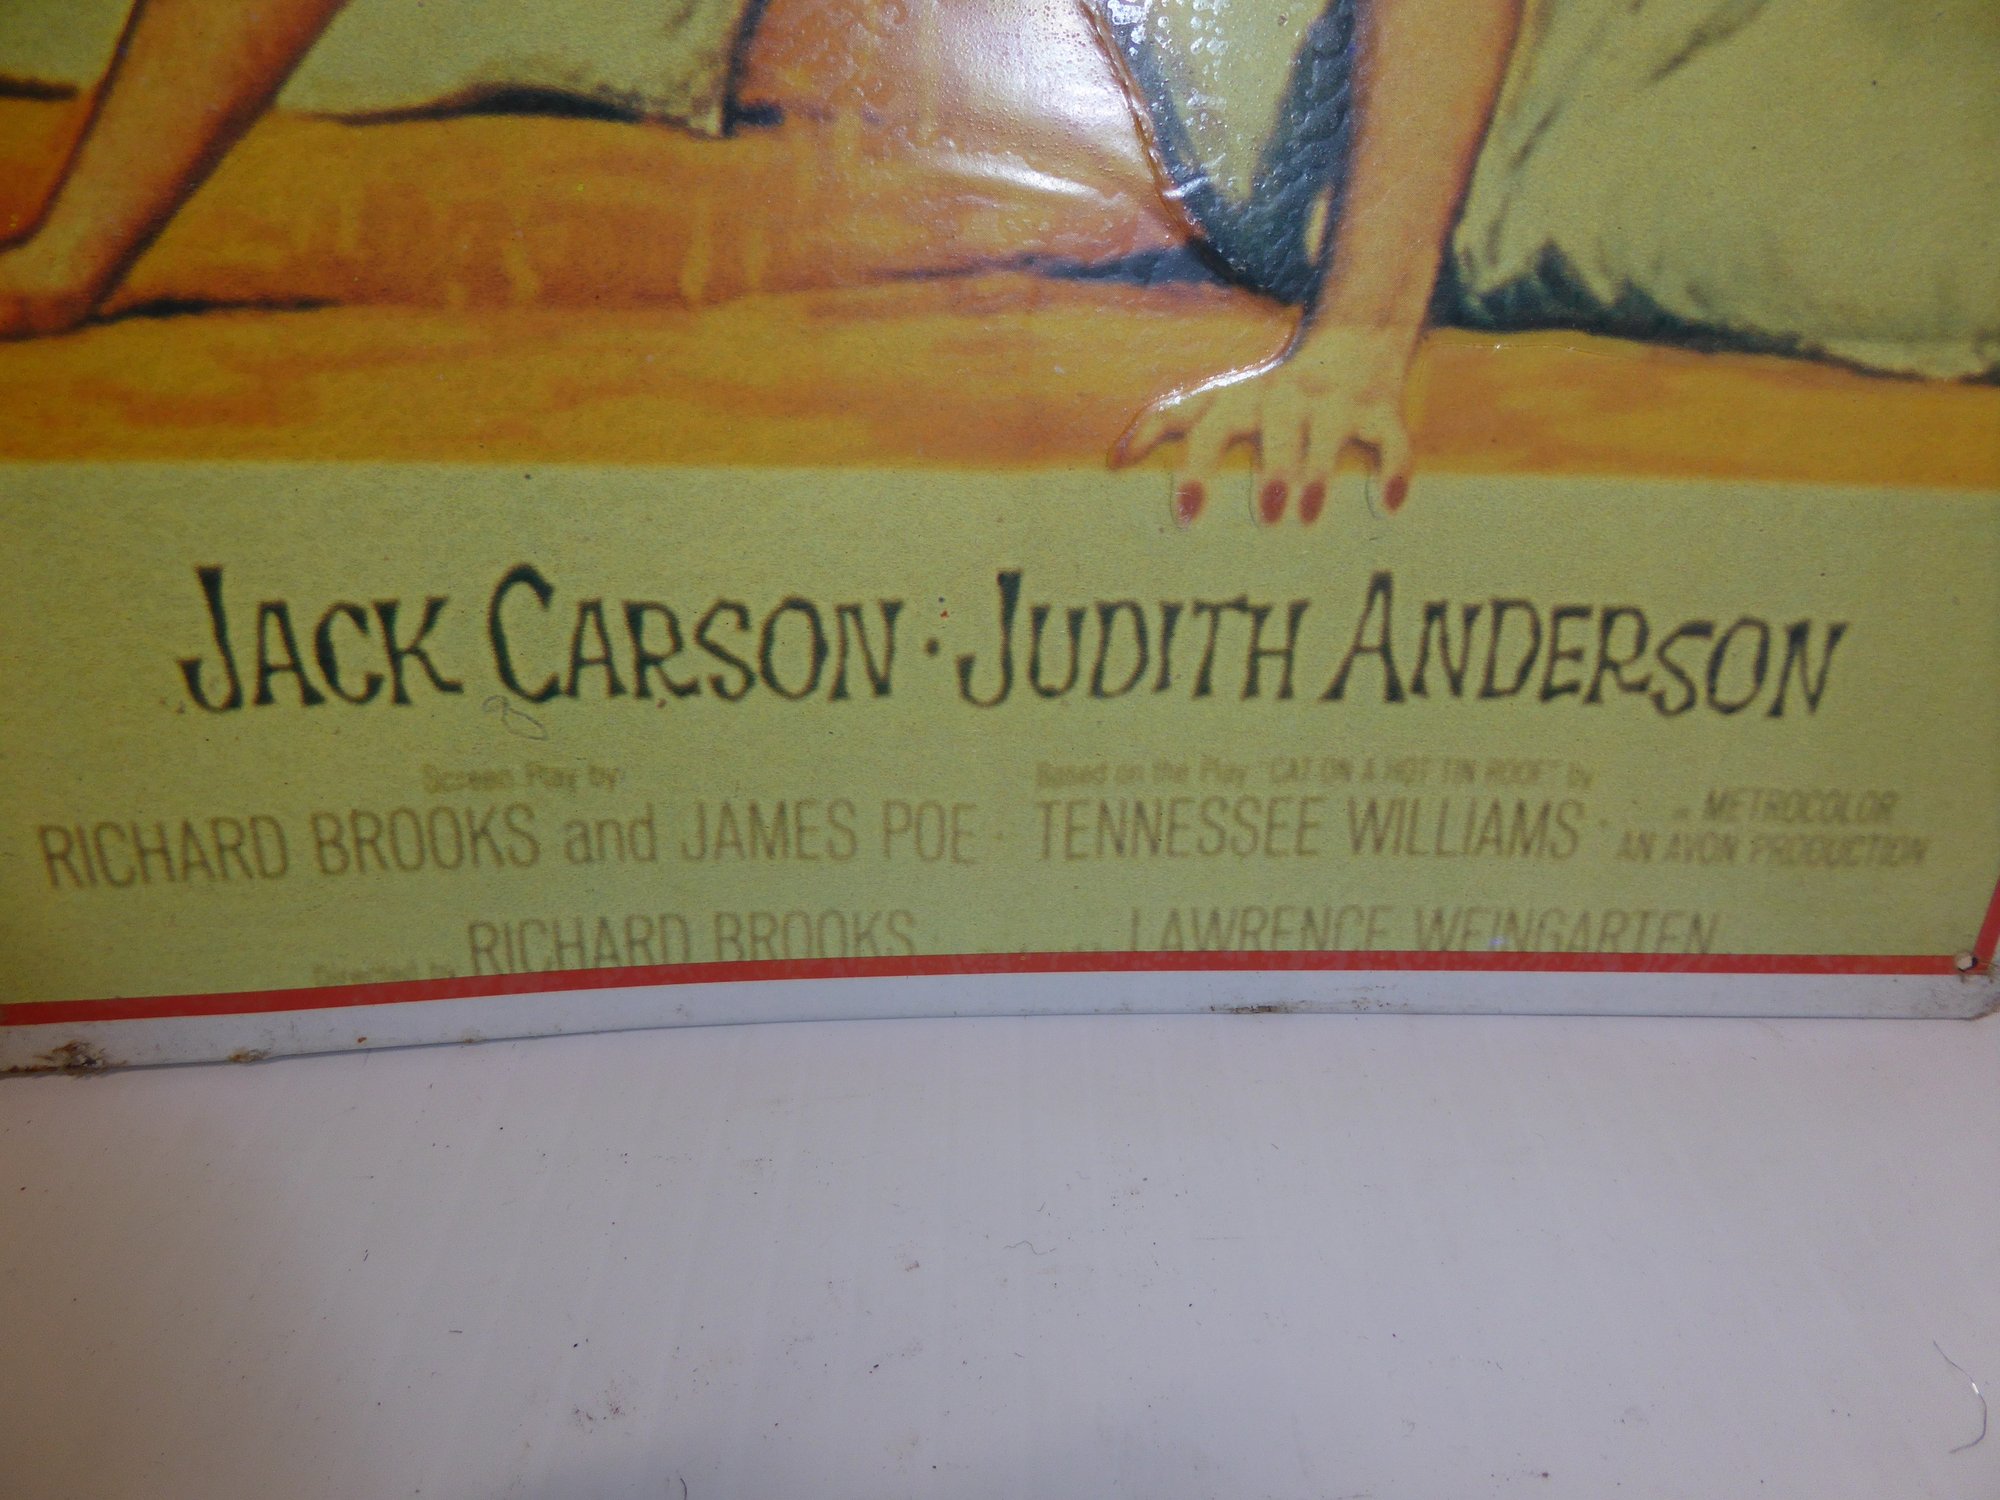 JACK CARSON · JUDITH ANDERSON
Screen Play by
RICHARD BROOKS and JAMES POE ·
Based on the Play "CAT ON A HOT TIN ROOF" by
TENNESSEE WILLIAMS ·
in METROCOLOR
AN AVON PRODUCTION
Directed by RICHARD BROOKS
LAWRENCE WEINGARTEN